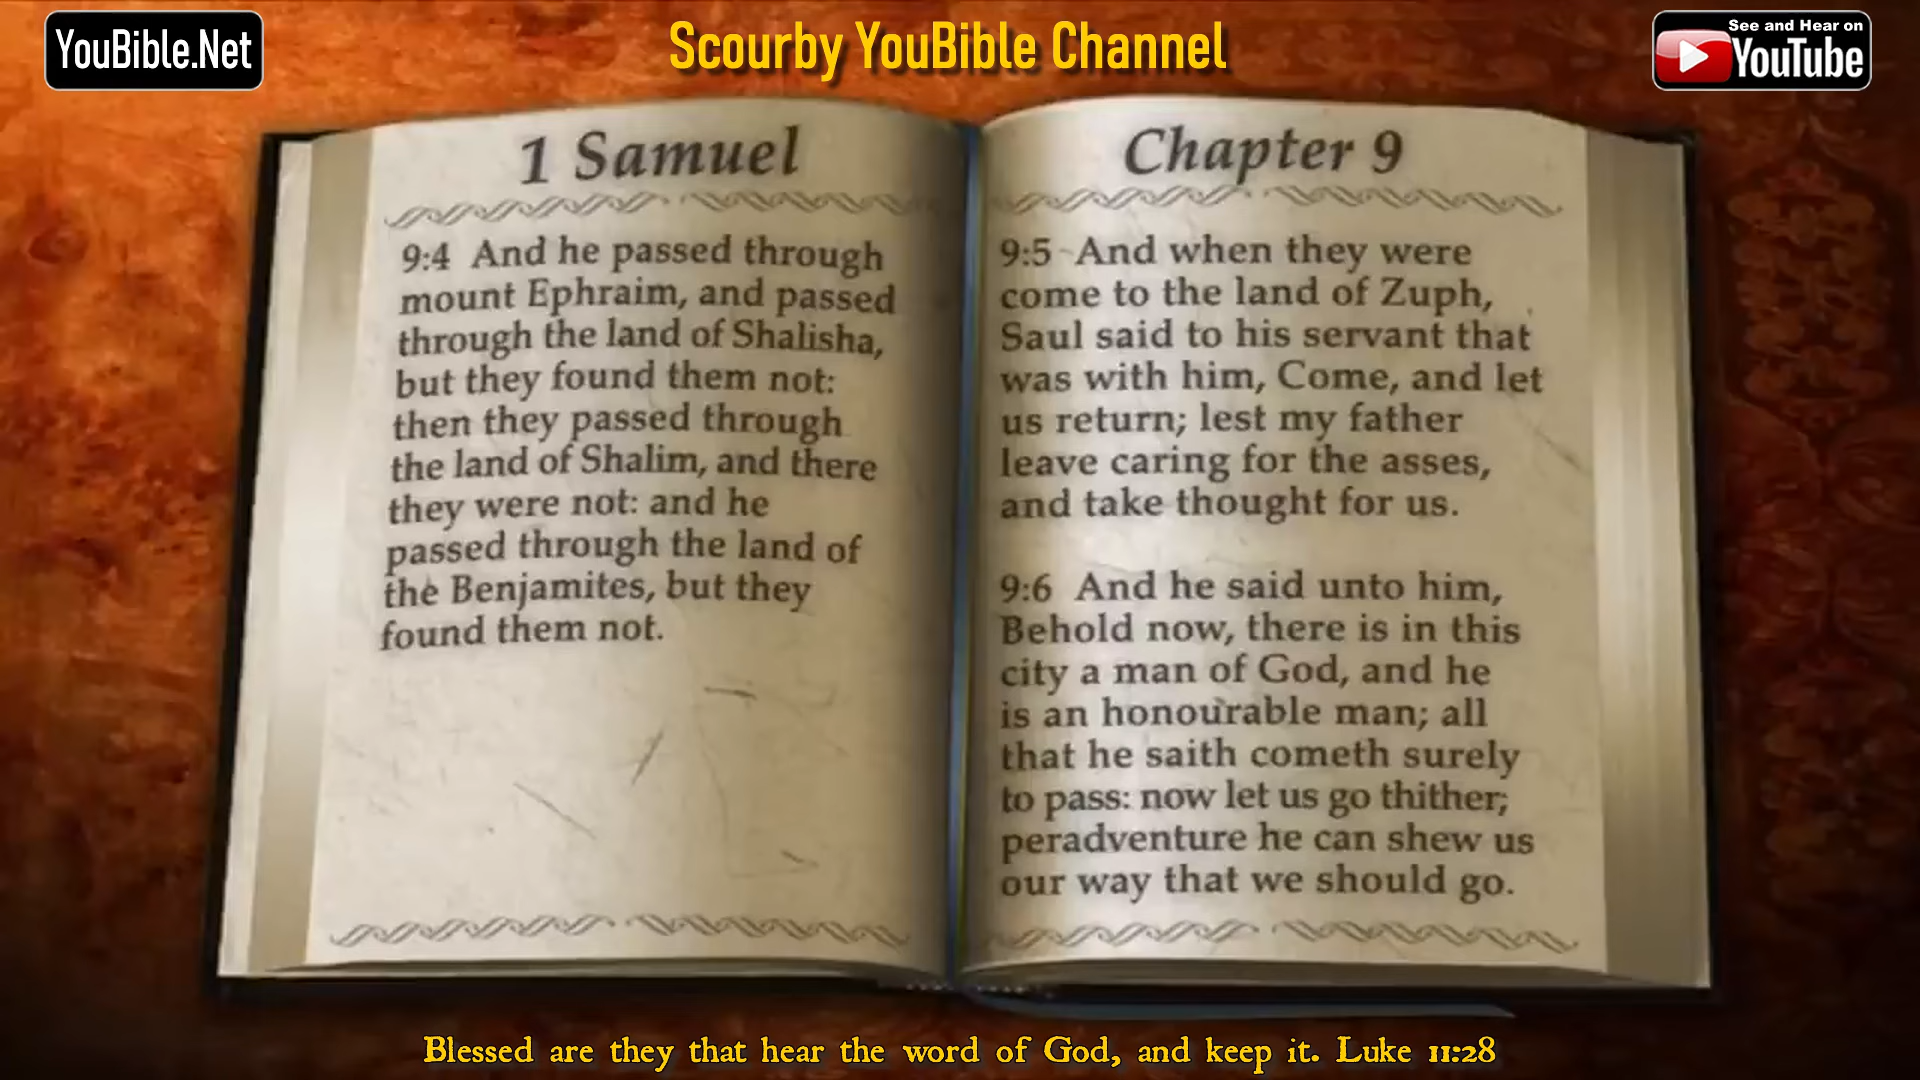 YouBible.Net
Scourby YouBible Channel
See and Hear on
YouTube
1 Samuel
9:4 And he passed through
mount Ephraim, and passed
through the land of Shalisha,
but they found them not:
then they passed through
the land of Shalim, and there
they were not: and he
passed through the land of
the Benjamites, but they
found them not.
Chapter 9
9:5 And when they were
come to the land of Zuph,
Saul said to his servant that
was with him, Come, and let
us return; lest my father
leave caring for the asses,
and take thought for us.
9:6 And he said unto him,
Behold now, there is in this
city a man of God, and he
is an honourable man; all
that he saith cometh surely
to pass: now let us go thither;
peradventure he can shew us
our way that we should go.
Blessed are they that hear the word of God, and keep it. Luke 11:28